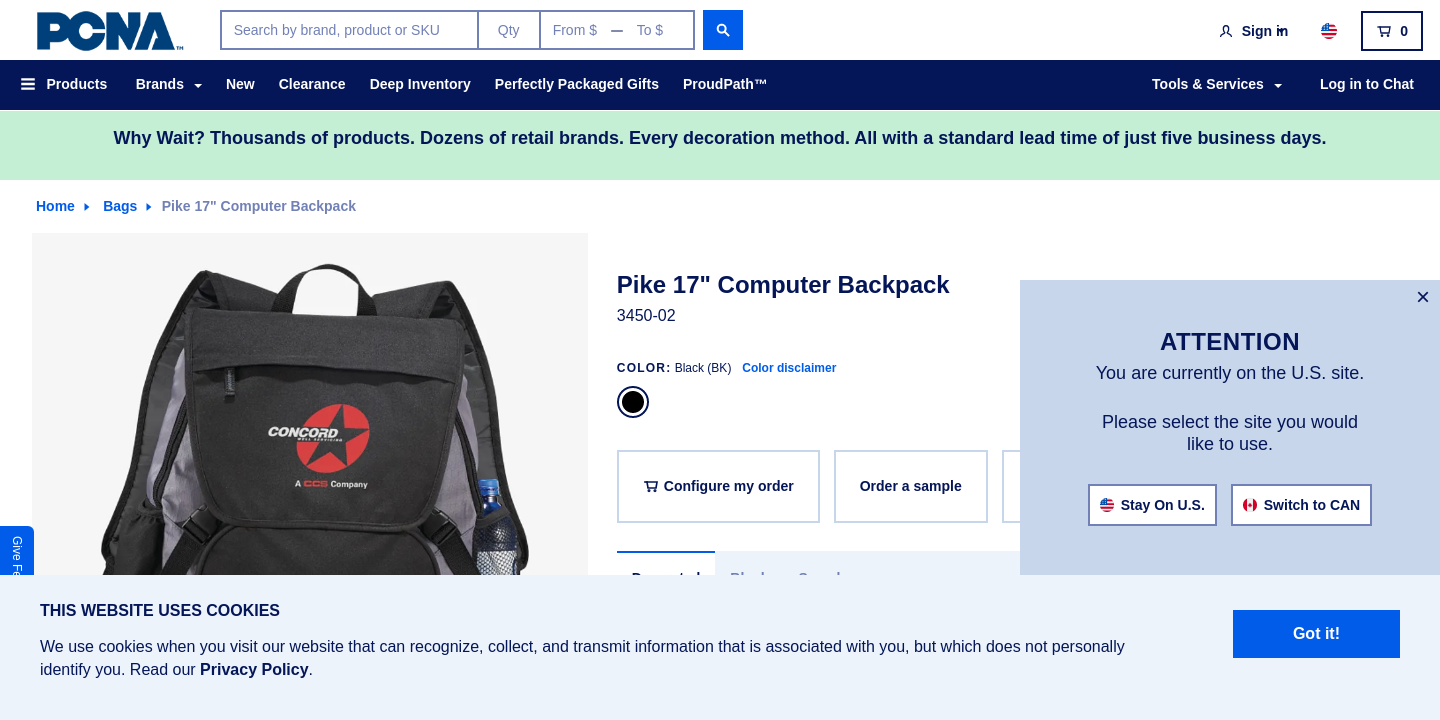 PCNA™
Search by brand, product or SKU
Qty
From $ — To $
Sign in
0
Products
Brands
New
Clearance
Deep Inventory
Perfectly Packaged Gifts
ProudPath™
Tools & Services
Log in to Chat
Why Wait? Thousands of products. Dozens of retail brands. Every decoration method. All with a standard lead time of just five business days.
Home
Bags
Pike 17" Computer Backpack
CONCORD
WELL SERVICING
A CCS Company
Pike 17" Computer Backpack
3450-02
COLOR: Black (BK) Color disclaimer
Configure my order
Order a sample
×
ATTENTION
You are currently on the U.S. site.
Please select the site you would
like to use.
Stay On U.S.
Switch to CAN
Give Fe
THIS WEBSITE USES COOKIES
We use cookies when you visit our website that can recognize, collect, and transmit information that is associated with you, but which does not personally
identify you. Read our Privacy Policy.
Got it!